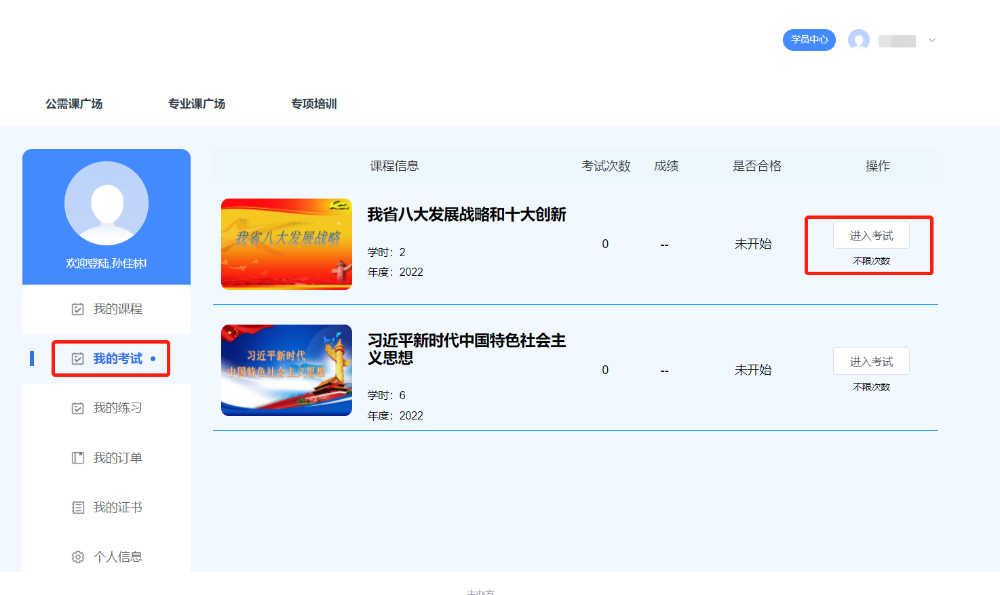 学员中心
公需课广场 专业课广场 专项培训
课程信息 考试次数 成绩 是否合格 操作
欢迎登陆,孙佳林!
我的课程
我的考试
我的练习
我的订单
我的证书
个人信息
我省八大发展战略
我省八大发展战略和十大创新
学时：2
年度：2022
0 -- 未开始
进入考试
不限次数
习近平新时代
中国特色社会主义思想
习近平新时代中国特色社会主
义思想
学时：6
年度：2022
0 -- 未开始
进入考试
不限次数
主办方